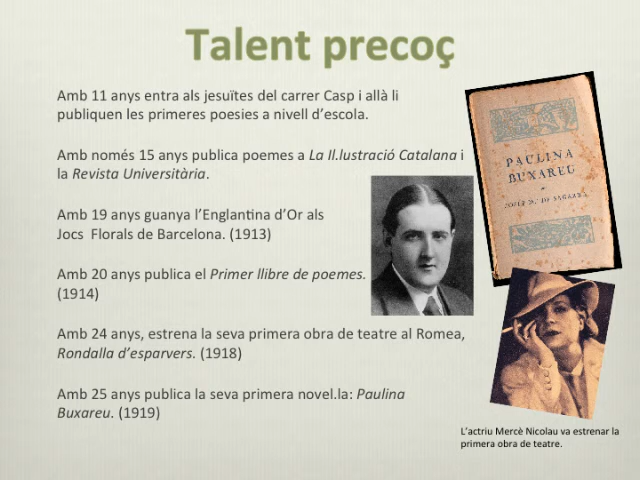 Talent precoç
Amb 11 anys entra als jesuïtes del carrer Casp i allà li
publiquen les primeres poesies a nivell d'escola.
Amb només 15 anys publica poemes a La Il.lustració Catalana i
la Revista Universitària.
Amb 19 anys guanya l'Englantina d'Or als
Jocs Florals de Barcelona. (1913)
Amb 20 anys publica el Primer llibre de poemes.
(1914)
Amb 24 anys, estrena la seva primera obra de teatre al Romea,
Rondalla d'esparvers. (1918)
Amb 25 anys publica la seva primera novel.la: Paulina
Buxareu. (1919)
PAULINA
BUXAREU
JOSEP Mª DE SAGARRA
L'actriu Mercè Nicolau va estrenar la
primera obra de teatre.